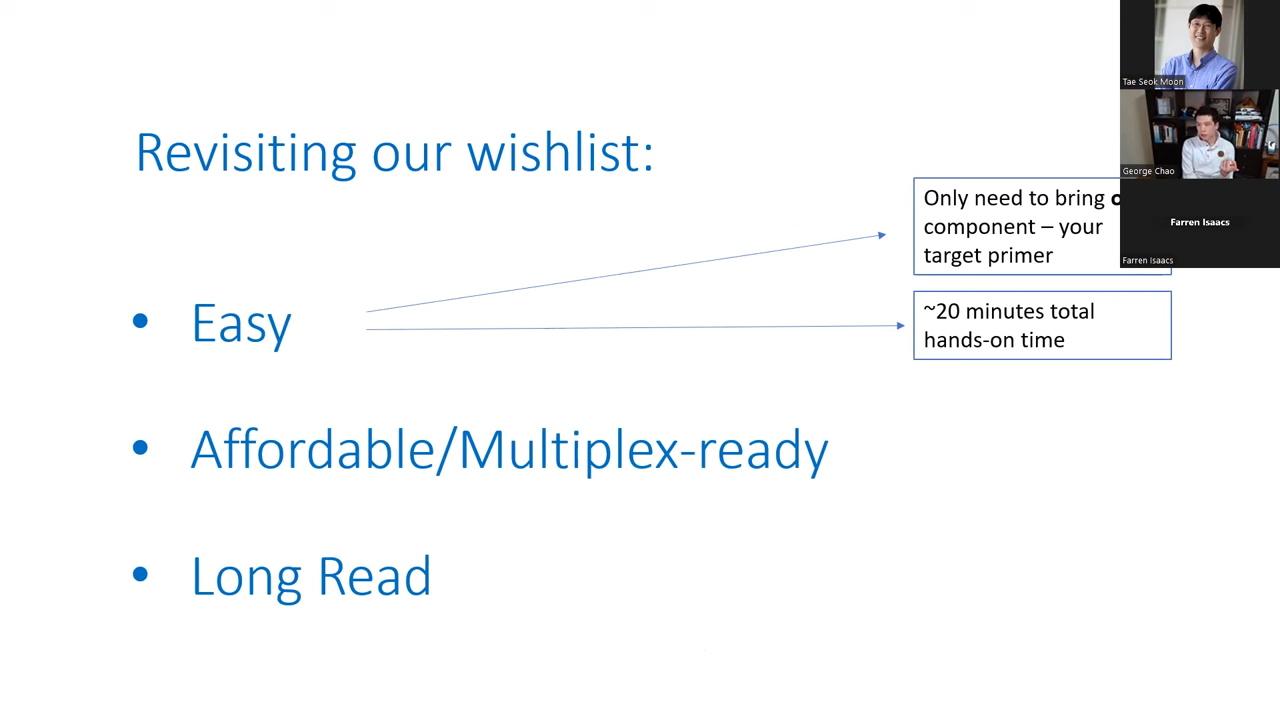 Revisiting our wishlist:
Only need to bring
component – your
target primer
• Easy
~20 minutes total
hands-on time
• Affordable/Multiplex-ready
• Long Read
Tae Seok Moon
George Chao
Farren Isaacs
Farren Isaacs